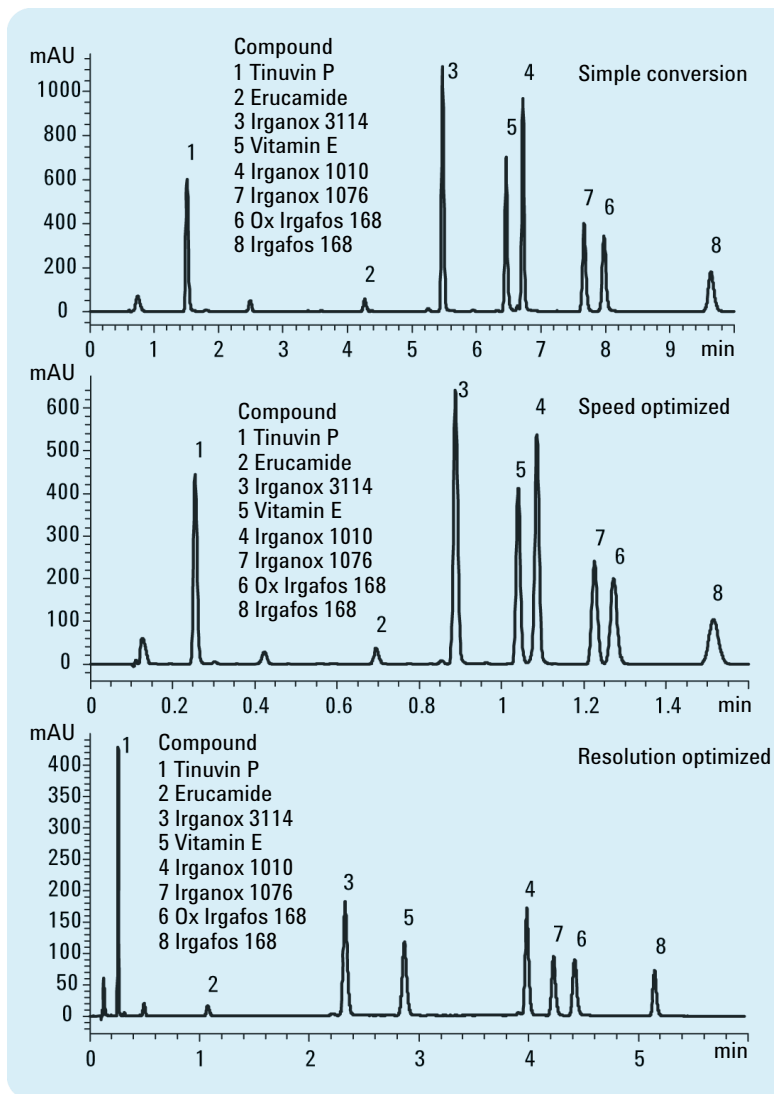 mAU
Compound
1 Tinuvin P
2 Erucamide
3 Irganox 3114
5 Vitamin E
4 Irganox 1010
7 Irganox 1076
6 Ox Irgafos 168
8 Irgafos 168
Simple conversion
1000
800
600
400
200
0
1
2
3
5
4
7
6
8
0 1 2 3 4 5 6 7 8 9 min
mAU
Compound
1 Tinuvin P
2 Erucamide
3 Irganox 3114
5 Vitamin E
4 Irganox 1010
7 Irganox 1076
6 Ox Irgafos 168
8 Irgafos 168
Speed optimized
600
500
400
300
200
100
0
1
2
3
5
4
7
6
8
0 0.2 0.4 0.6 0.8 1 1.2 1.4 min
mAU
Compound
1 Tinuvin P
2 Erucamide
3 Irganox 3114
5 Vitamin E
4 Irganox 1010
7 Irganox 1076
6 Ox Irgafos 168
8 Irgafos 168
Resolution optimized
400
350
300
250
200
150
100
50
0
1
2
3
5
4
7
6
8
0 1 2 3 4 5 min